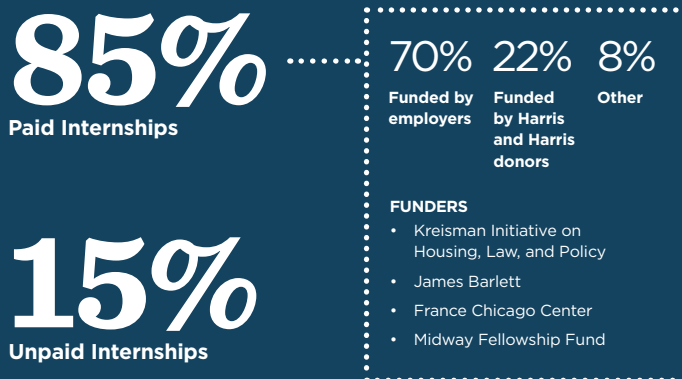 85%
Paid Internships
15%
Unpaid Internships
70%
Funded by
employers
22%
Funded
by Harris
and Harris
donors
8%
Other
FUNDERS
• Kreisman Initiative on
Housing, Law, and Policy
• James Barlett
• France Chicago Center
• Midway Fellowship Fund